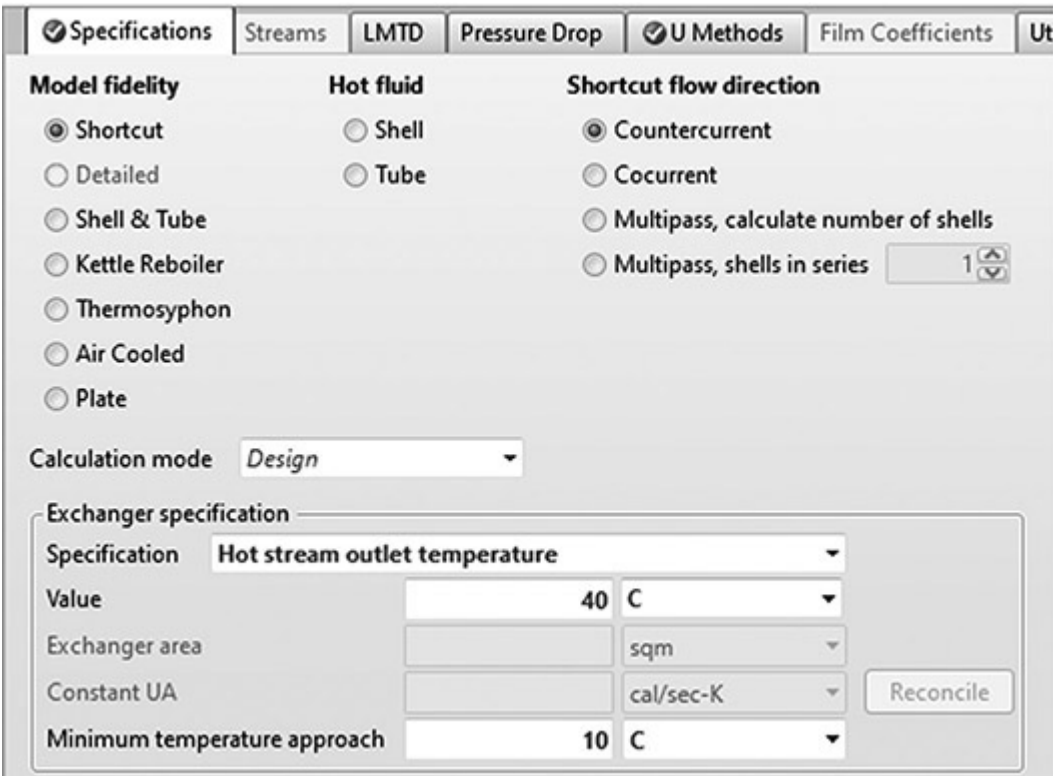 Specifications Streams LMTD Pressure Drop U Methods Film Coefficients Ut
Model fidelity Hot fluid Shortcut flow direction
Shortcut Shell Countercurrent
Detailed Tube Cocurrent
Shell & Tube Multipass, calculate number of shells
Kettle Reboiler Multipass, shells in series 1
Thermosyphon
Air Cooled
Plate
Calculation mode Design
Exchanger specification
Specification Hot stream outlet temperature
Value 40 C
Exchanger area sqm
Constant UA cal/sec-K Reconcile
Minimum temperature approach 10 C